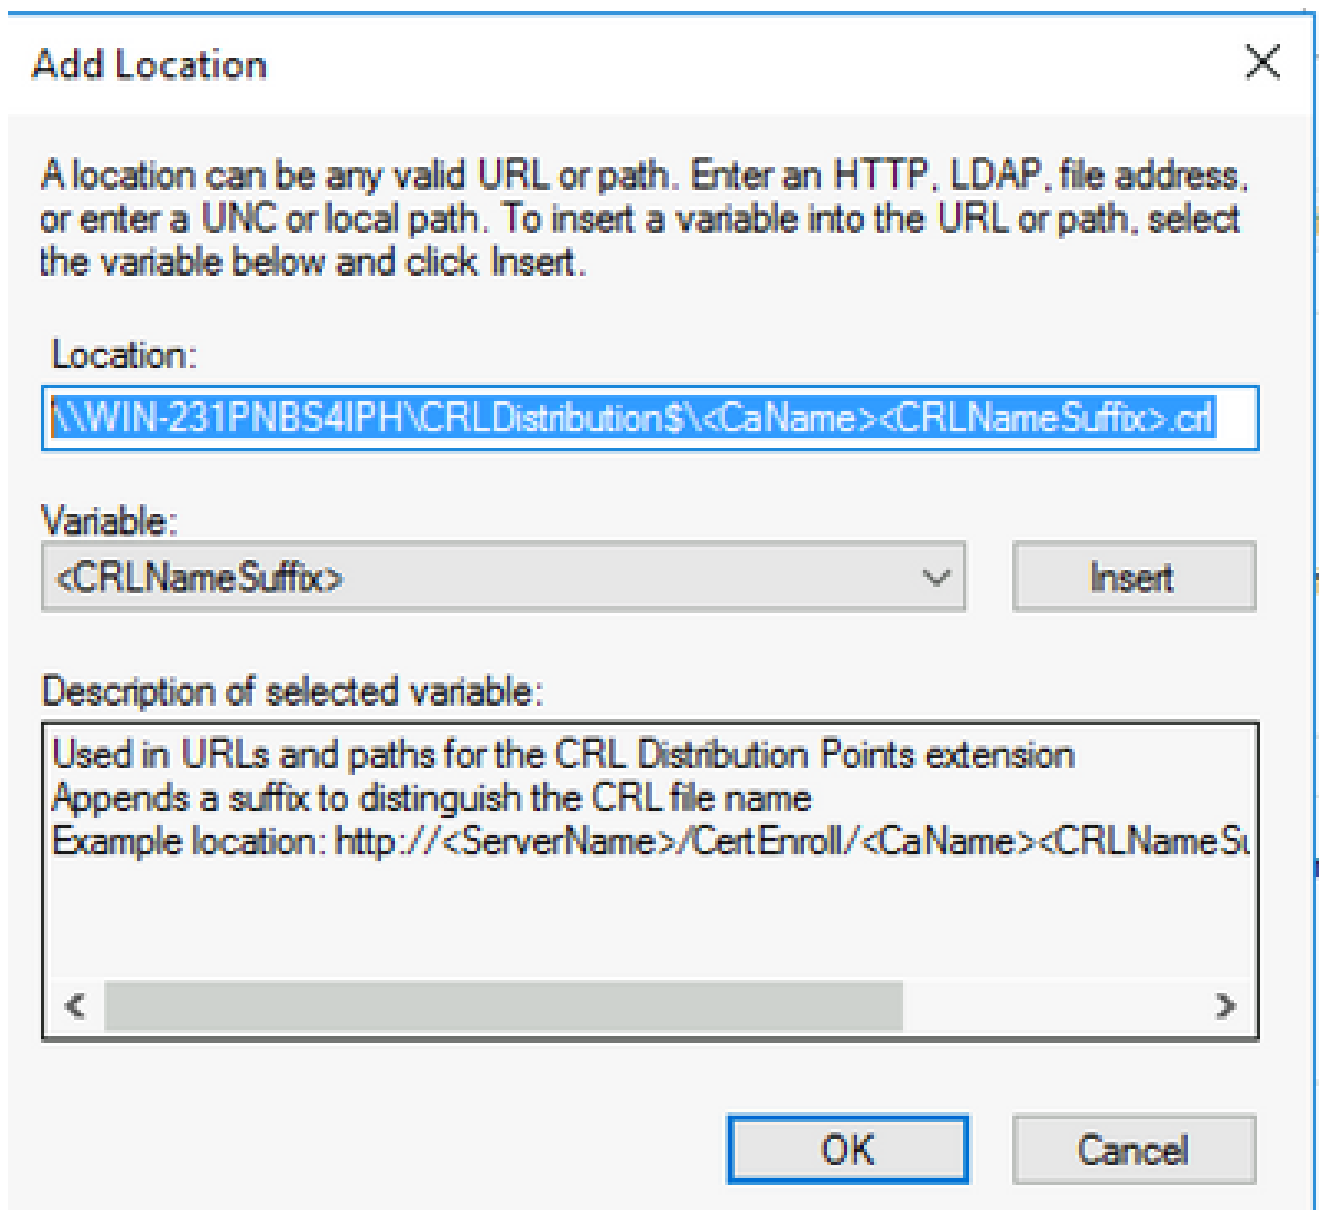 Add Location
A location can be any valid URL or path. Enter an HTTP, LDAP, file address,
or enter a UNC or local path. To insert a variable into the URL or path, select
the variable below and click Insert.
Location:
\\WIN-231PNBS4IPH\CRLDistribution$\<CaName><CRLNameSuffix>.crl
Variable:
<CRLNameSuffix>
Insert
Description of selected variable:
Used in URLs and paths for the CRL Distribution Points extension
Appends a suffix to distinguish the CRL file name
Example location: http://<ServerName>/CertEnroll/<CaName><CRLNameSu
OK
Cancel